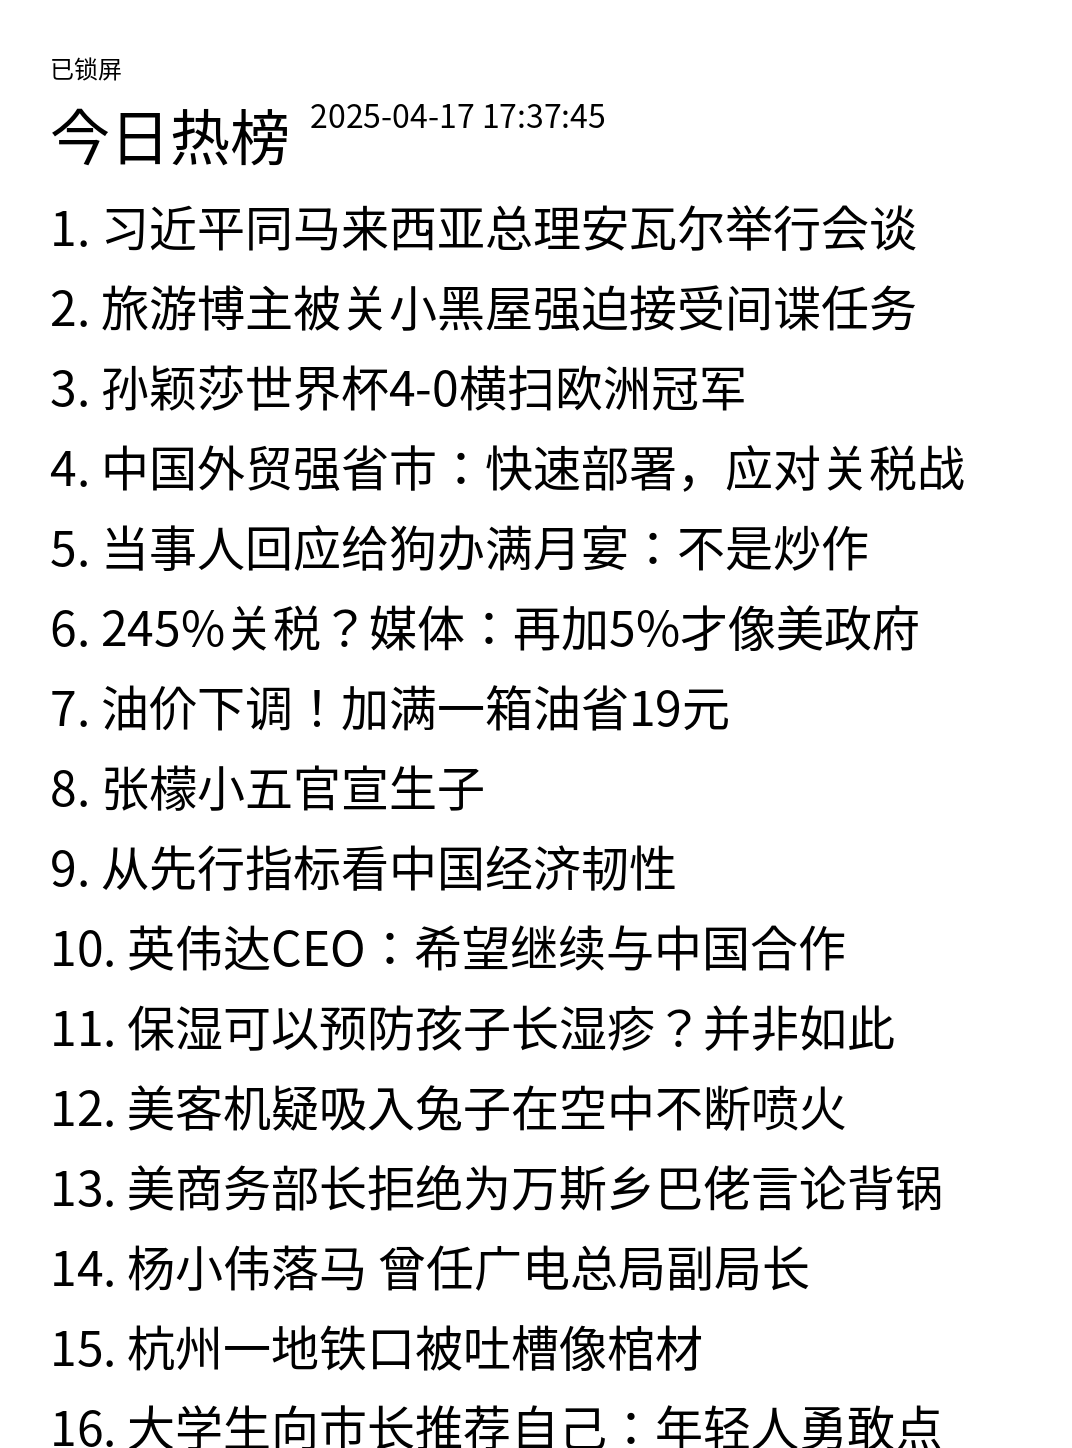 已锁屏
今日热榜 2025-04-17 17:37:45
1. 习近平同马来西亚总理安瓦尔举行会谈
2. 旅游博主被关小黑屋强迫接受间谍任务
3. 孙颖莎世界杯4-0横扫欧洲冠军
4. 中国外贸强省市：快速部署，应对关税战
5. 当事人回应给狗办满月宴：不是炒作
6. 245%关税？媒体：再加5%才像美政府
7. 油价下调！加满一箱油省19元
8. 张檬小五官宣生子
9. 从先行指标看中国经济韧性
10. 英伟达CEO：希望继续与中国合作
11. 保湿可以预防孩子长湿疹？并非如此
12. 美客机疑吸入兔子在空中不断喷火
13. 美商务部长拒绝为万斯乡巴佬言论背锅
14. 杨小伟落马 曾任广电总局副局长
15. 杭州一地铁口被吐槽像棺材
16. 大学生向市长推荐自己：年轻人勇敢点